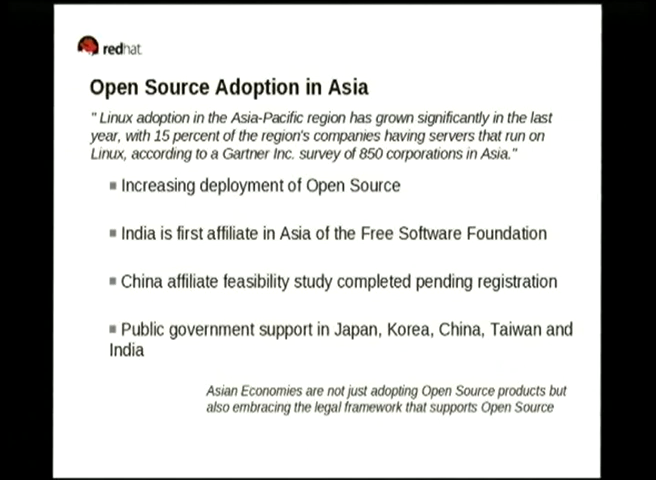 redhat
Open Source Adoption in Asia
" Linux adoption in the Asia-Pacific region has grown significantly in the last
year, with 15 percent of the region's companies having servers that run on
Linux, according to a Gartner Inc. survey of 850 corporations in Asia."
Increasing deployment of Open Source
India is first affiliate in Asia of the Free Software Foundation
China affiliate feasibility study completed pending registration
Public government support in Japan, Korea, China, Taiwan and
India
Asian Economies are not just adopting Open Source products but
also embracing the legal framework that supports Open Source